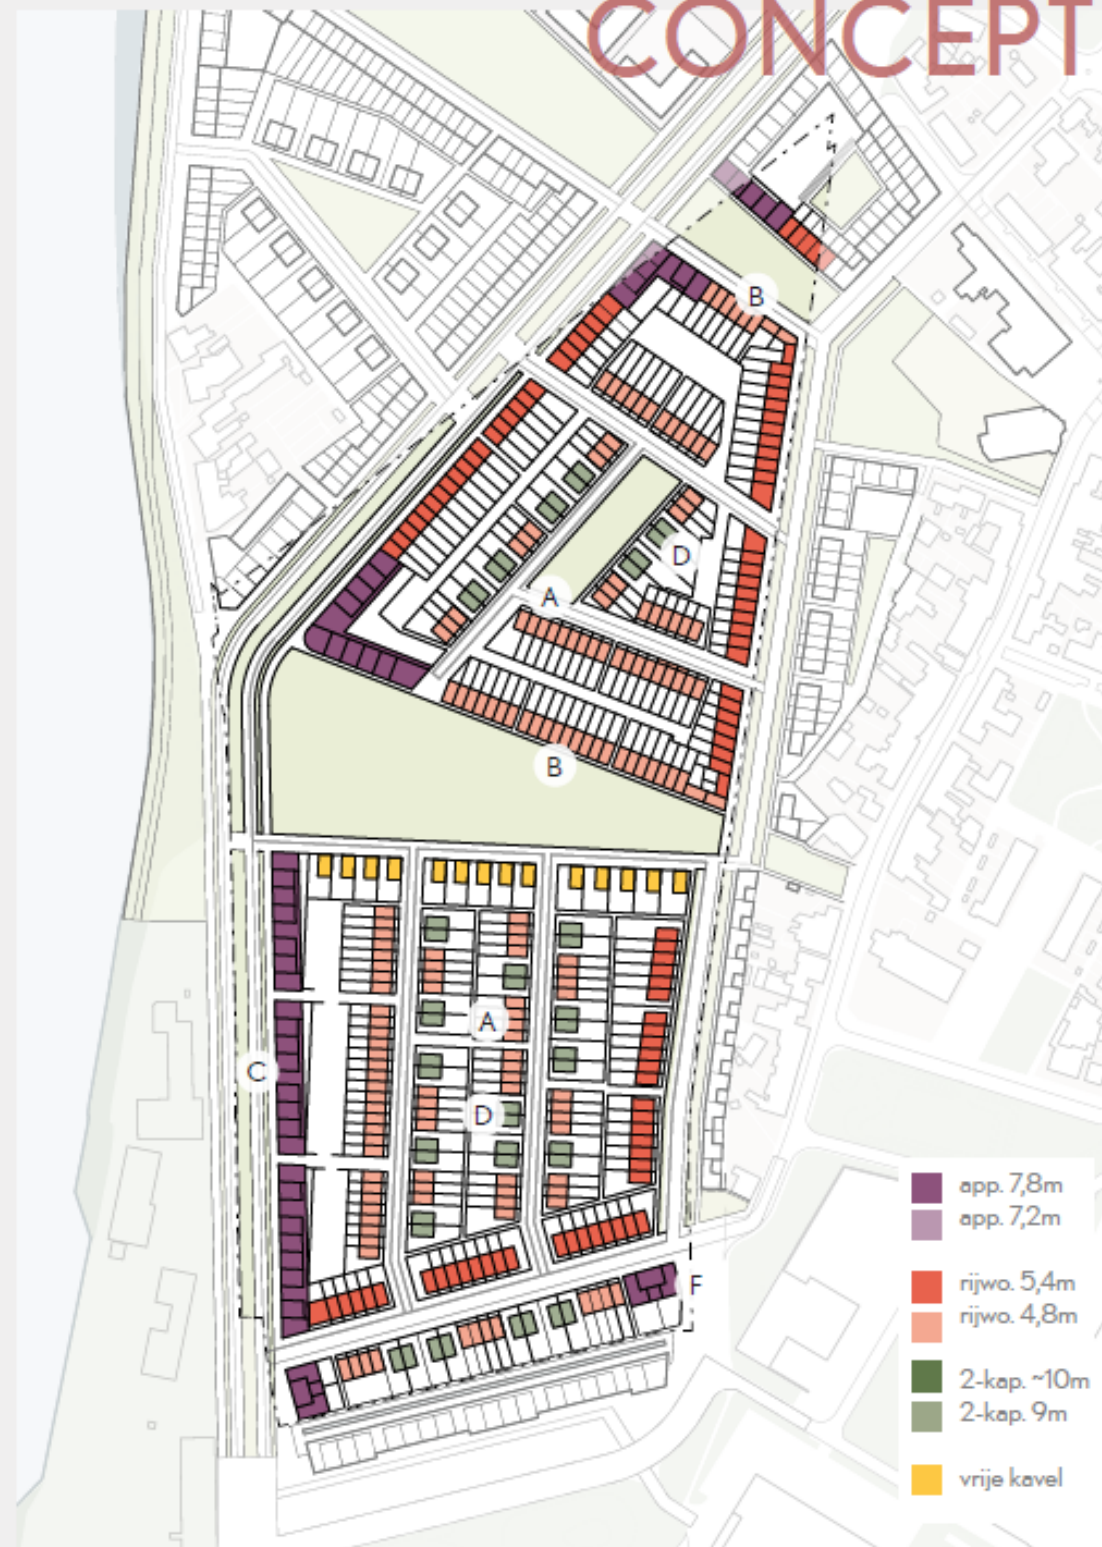 CONCEPT
B
D
A
B
C
A
D
F
app. 7,8m
app. 7,2m
rijwo. 5,4m
rijwo. 4,8m
2-kap. ~10m
2-kap. 9m
vrije kavel